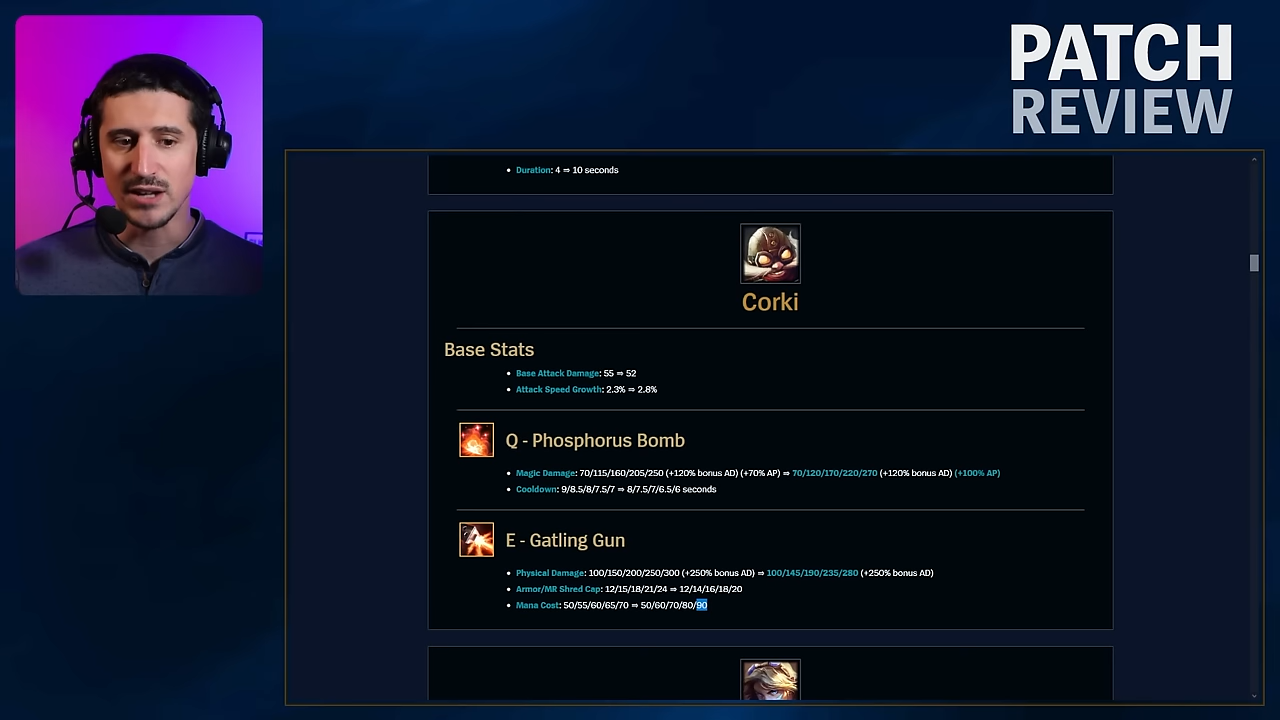 PATCH
REVIEW
Duration: 4 ⇒ 10 seconds
Corki
Base Stats
Base Attack Damage: 55 ⇒ 52
Attack Speed Growth: 2.3% ⇒ 2.8%
Q - Phosphorus Bomb
Magic Damage: 70/115/160/205/250 (+120% bonus AD) (+70% AP) ⇒ 70/120/170/220/270 (+120% bonus AD) (+100% AP)
Cooldown: 9/8.5/8/7.5/7 ⇒ 8/7.5/7/6.5/6 seconds
E - Gatling Gun
Physical Damage: 100/150/200/250/300 (+250% bonus AD) ⇒ 100/145/190/235/280 (+250% bonus AD)
Armor/MR Shred Cap: 12/15/18/21/24 ⇒ 12/14/16/18/20
Mana Cost: 50/55/60/65/70 ⇒ 50/60/70/80/90